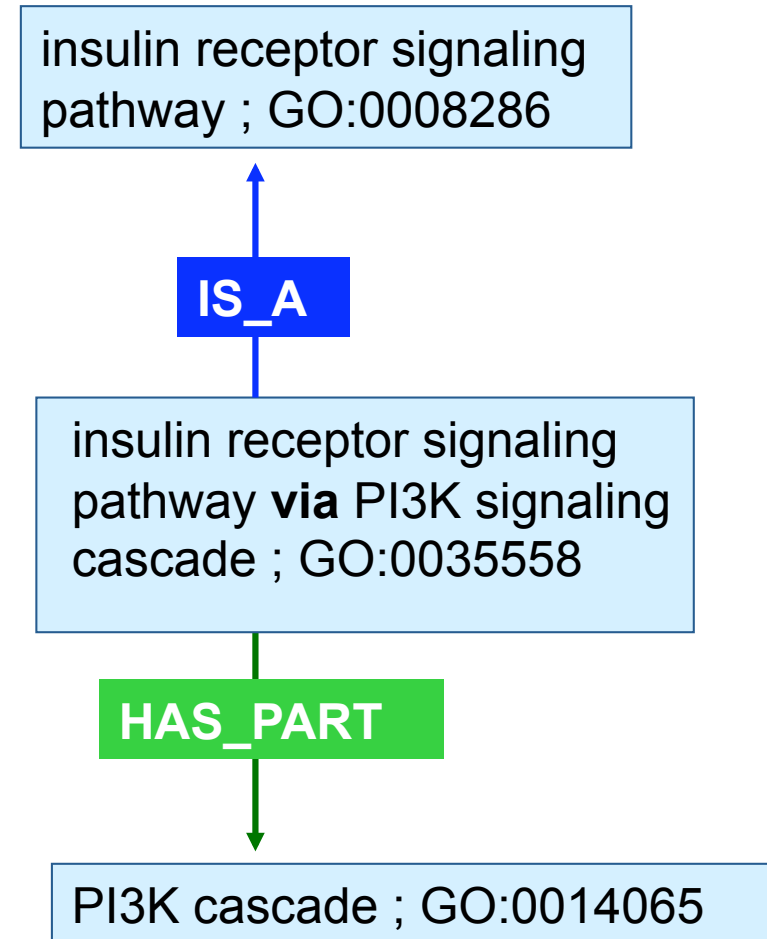 insulin receptor signaling
pathway ; GO:0008286
IS_A
insulin receptor signaling
pathway via PI3K signaling
cascade ; GO:0035558
HAS_PART
PI3K cascade ; GO:0014065